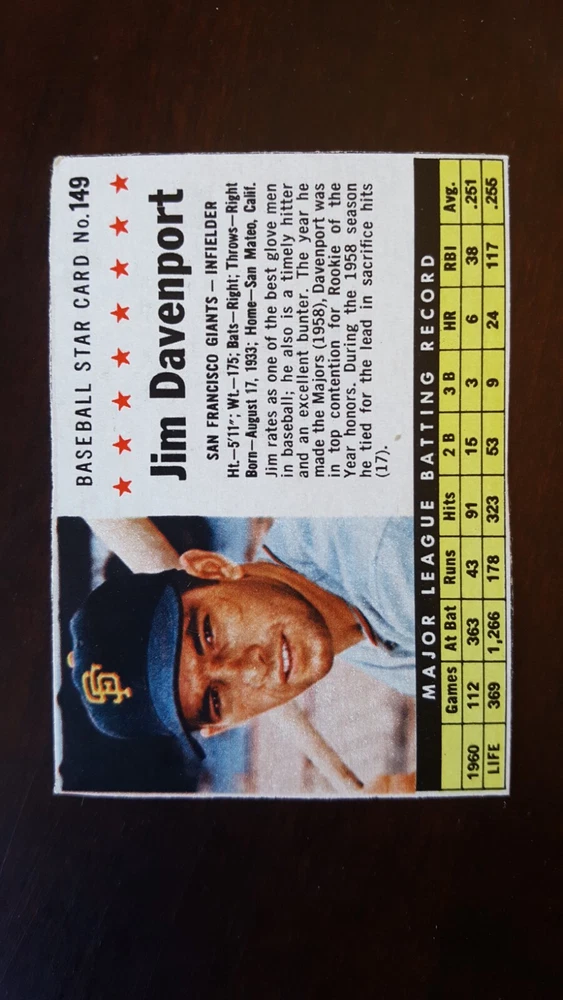 BASEBALL STAR CARD No.149
Jim Davenport
SAN FRANCISCO GIANTS — INFIELDER
Ht.—5'11"; Wt.—175; Bats—Right; Throws—Right
Born—August 17, 1933; Home—San Mateo, Calif.
Jim rates as one of the best glove men
in baseball; he also is a timely hitter
and an excellent bunter. The year he
made the Majors (1958), Davenport was
in top contention for Rookie of the
Year honors. During the 1958 season
he tied for the lead in sacrifice hits
(17).
SF
MAJOR LEAGUE BATTING RECORD
Games At Bat Runs Hits 2 B 3 B HR RBI Avg.
1960 112 363 43 91 15 3 6 38 .251
LIFE 369 1,266 178 323 53 9 24 117 .255